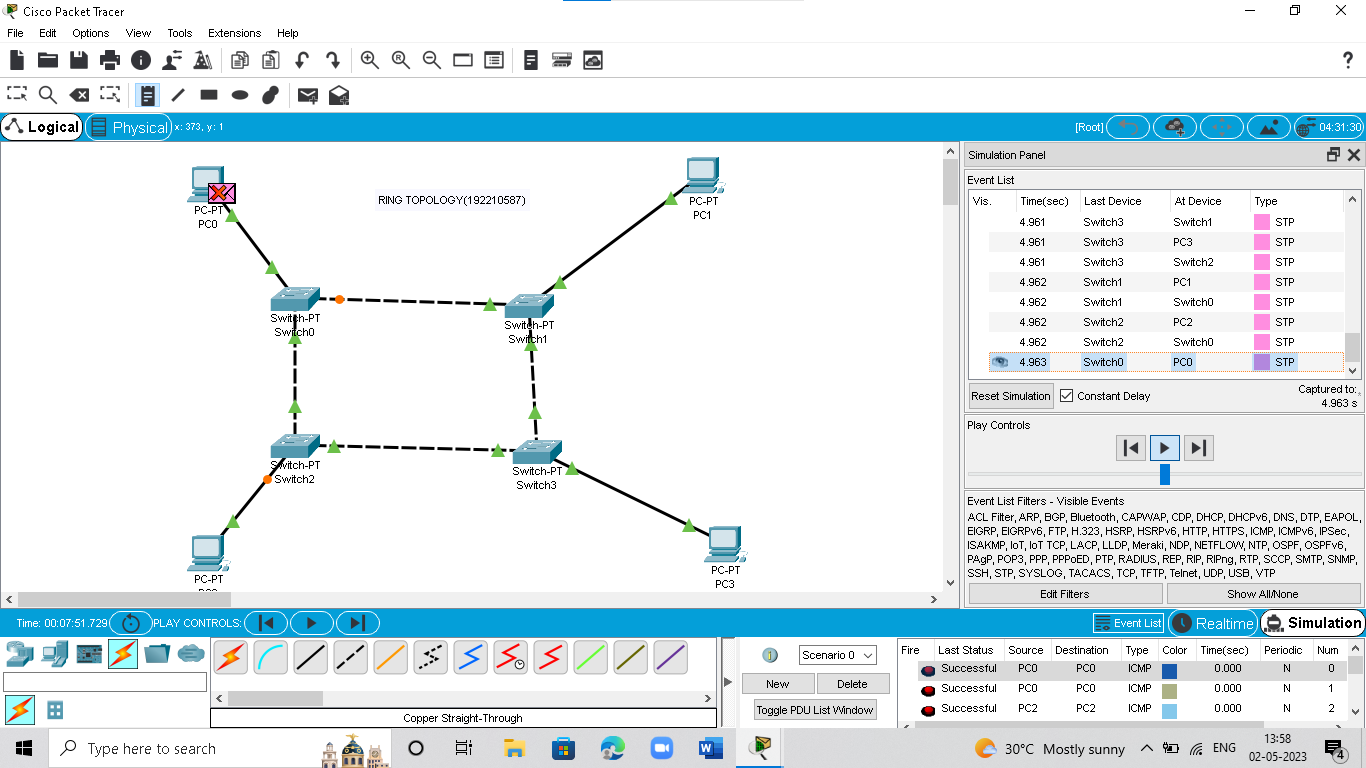 Cisco Packet Tracer
File Edit Options View Tools Extensions Help
Logical Physical x: 373, y: 1 [Root] 04:31:30
RING TOPOLOGY(192210587)
PC-PT
PC0
PC-PT
PC1
Switch-PT
Switch0
Switch-PT
Switch1
Switch-PT
Switch2
Switch-PT
Switch3
PC-PT
PC-PT
PC3
Simulation Panel
Event List
Vis. Time(sec) Last Device At Device Type
4.961 Switch3 Switch1 STP
4.961 Switch3 PC3 STP
4.961 Switch3 Switch2 STP
4.962 Switch1 PC1 STP
4.962 Switch1 Switch0 STP
4.962 Switch2 PC2 STP
4.962 Switch2 Switch0 STP
4.963 Switch0 PC0 STP
Reset Simulation Constant Delay Captured to:
4.963 s
Play Controls
Event List Filters - Visible Events
ACL Filter, ARP, BGP, Bluetooth, CAPWAP, CDP, DHCP, DHCPv6, DNS, DTP, EAPOL,
EIGRP, EIGRPv6, FTP, H.323, HSRP, HSRPv6, HTTP, HTTPS, ICMP, ICMPv6, IPSec,
ISAKMP, IoT, IoT TCP, LACP, LLDP, Meraki, NDP, NETFLOW, NTP, OSPF, OSPFv6,
PAgP, POP3, PPP, PPPoED, PTP, RADIUS, REP, RIP, RIPng, RTP, SCCP, SMTP, SNMP,
SSH, STP, SYSLOG, TACACS, TCP, TFTP, Telnet, UDP, USB, VTP
Edit Filters Show All/None
Time: 00:07:51.729 PLAY CONTROLS: Event List Realtime Simulation
Copper Straight-Through
Scenario 0
New Delete
Toggle PDU List Window
Fire Last Status Source Destination Type Color Time(sec) Periodic Num
Successful PC0 PC0 ICMP 0.000 N 0
Successful PC0 PC0 ICMP 0.000 N 1
Successful PC2 PC2 ICMP 0.000 N 2
Type here to search
30°C Mostly sunny ENG
13:58
02-05-2023
4